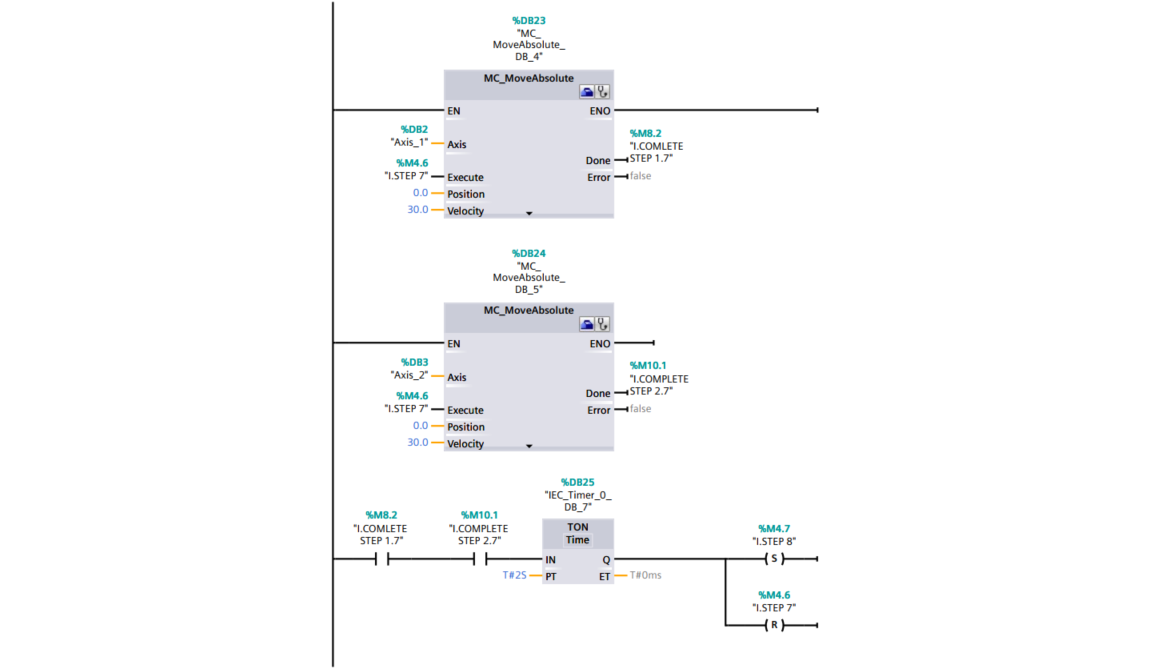 %DB23
"MC_
MoveAbsolute_
DB_4"
MC_MoveAbsolute
EN ENO
%DB2
"Axis_1" Axis
%M8.2
"I.COMLETE
Done STEP 1.7"
%M4.6
"I.STEP 7" Execute
Error false
0.0 Position
30.0 Velocity
%DB24
"MC_
MoveAbsolute_
DB_5"
MC_MoveAbsolute
EN ENO
%DB3
"Axis_2" Axis
%M10.1
"I.COMPLETE
Done STEP 2.7"
%M4.6
"I.STEP 7" Execute
Error false
0.0 Position
30.0 Velocity
%DB25
"IEC_Timer_0_
DB_7"
%M8.2
"I.COMLETE
STEP 1.7"
%M10.1
"I.COMPLETE
STEP 2.7"
TON
Time
IN Q
T#2S PT ET T#0ms
%M4.7
"I.STEP 8"
S
%M4.6
"I.STEP 7"
R